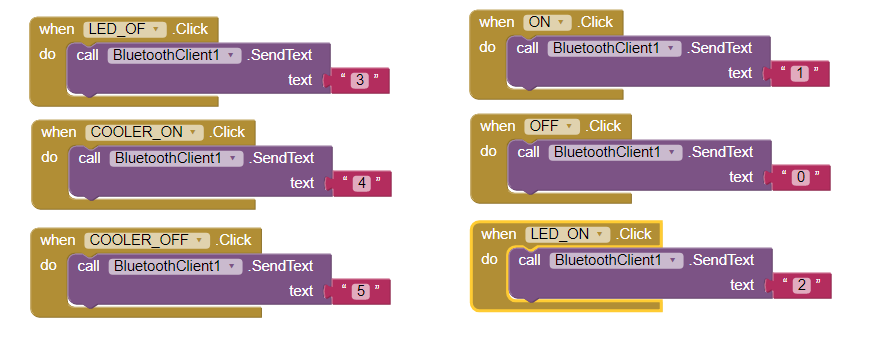 when LED_OF .Click
do call BluetoothClient1 .SendText
text " 3 "
when COOLER_ON .Click
do call BluetoothClient1 .SendText
text " 4 "
when COOLER_OFF .Click
do call BluetoothClient1 .SendText
text " 5 "
when ON .Click
do call BluetoothClient1 .SendText
text " 1 "
when OFF .Click
do call BluetoothClient1 .SendText
text " 0 "
when LED_ON .Click
do call BluetoothClient1 .SendText
text " 2 "